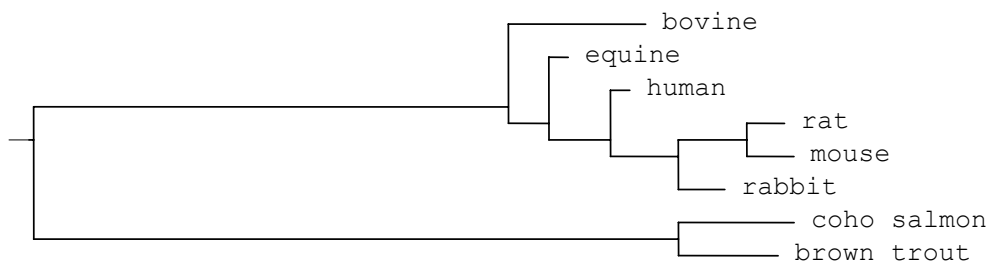 bovine
equine
human
rat
mouse
rabbit
coho salmon
brown trout